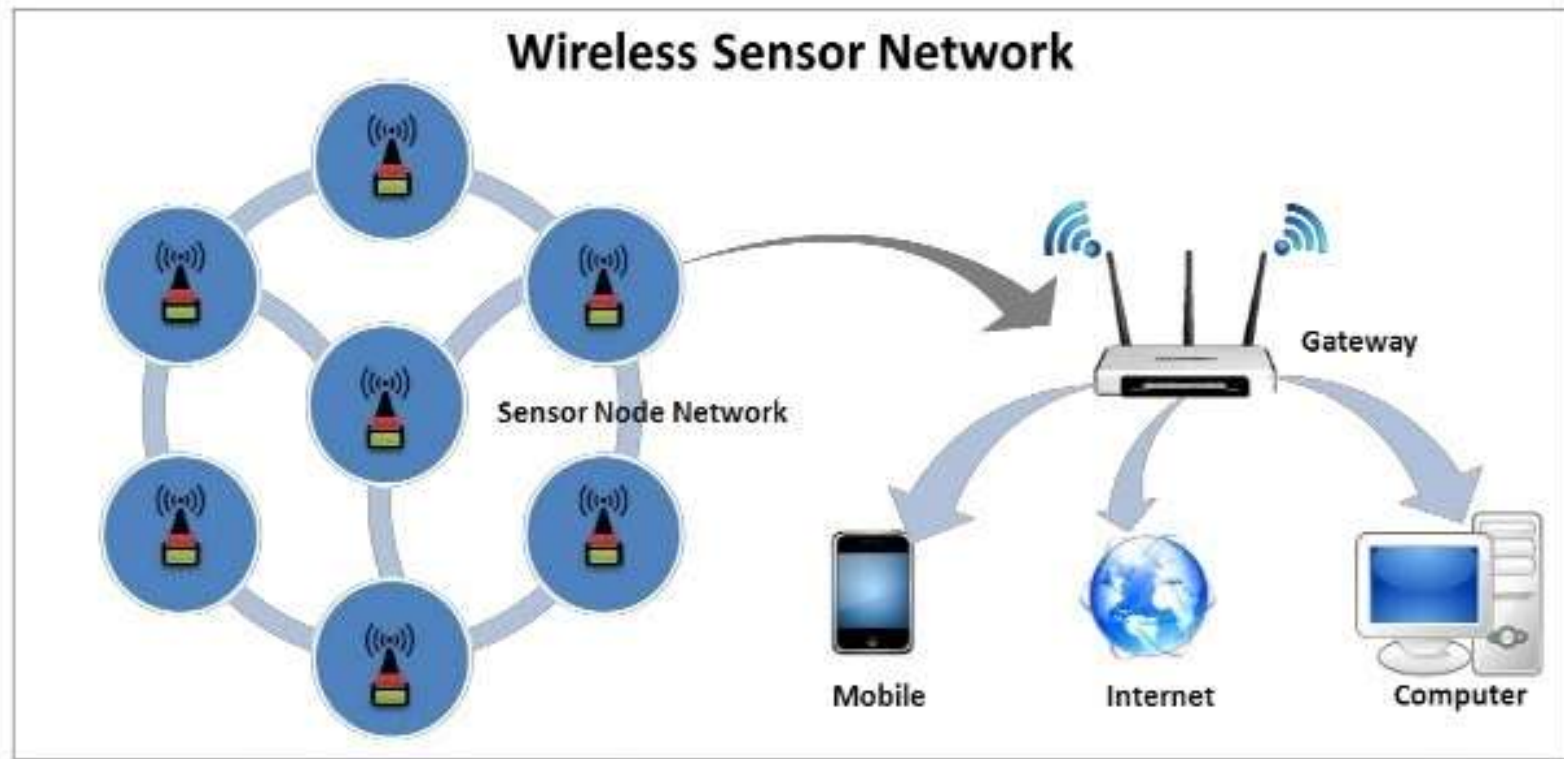 Wireless Sensor Network
Sensor Node Network
Gateway
Mobile
Internet
Computer